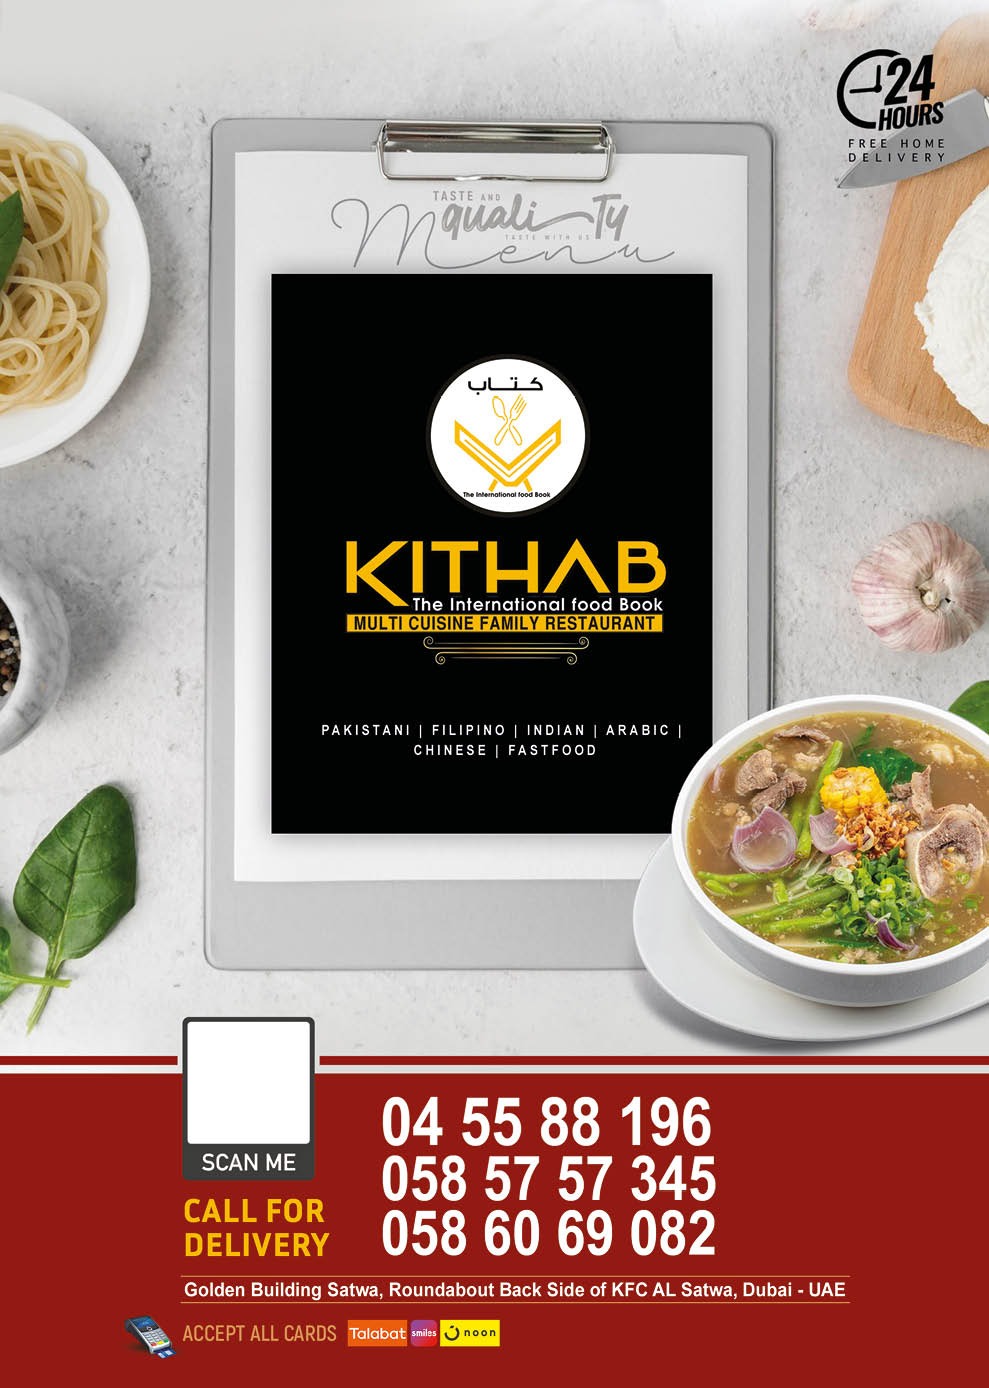 24
HOURS
FREE HOME
DELIVERY
TASTE AND
quali Ty
TASTE WITH US
Menu
كتاب
The International food Book
KITHAB
The International food Book
MULTI CUISINE FAMILY RESTAURANT
PAKISTANI | FILIPINO | INDIAN | ARABIC |
CHINESE | FASTFOOD
SCAN ME
CALL FOR
DELIVERY
04 55 88 196
058 57 57 345
058 60 69 082
Golden Building Satwa, Roundabout Back Side of KFC AL Satwa, Dubai - UAE
ACCEPT ALL CARDS Talabat smiles noon